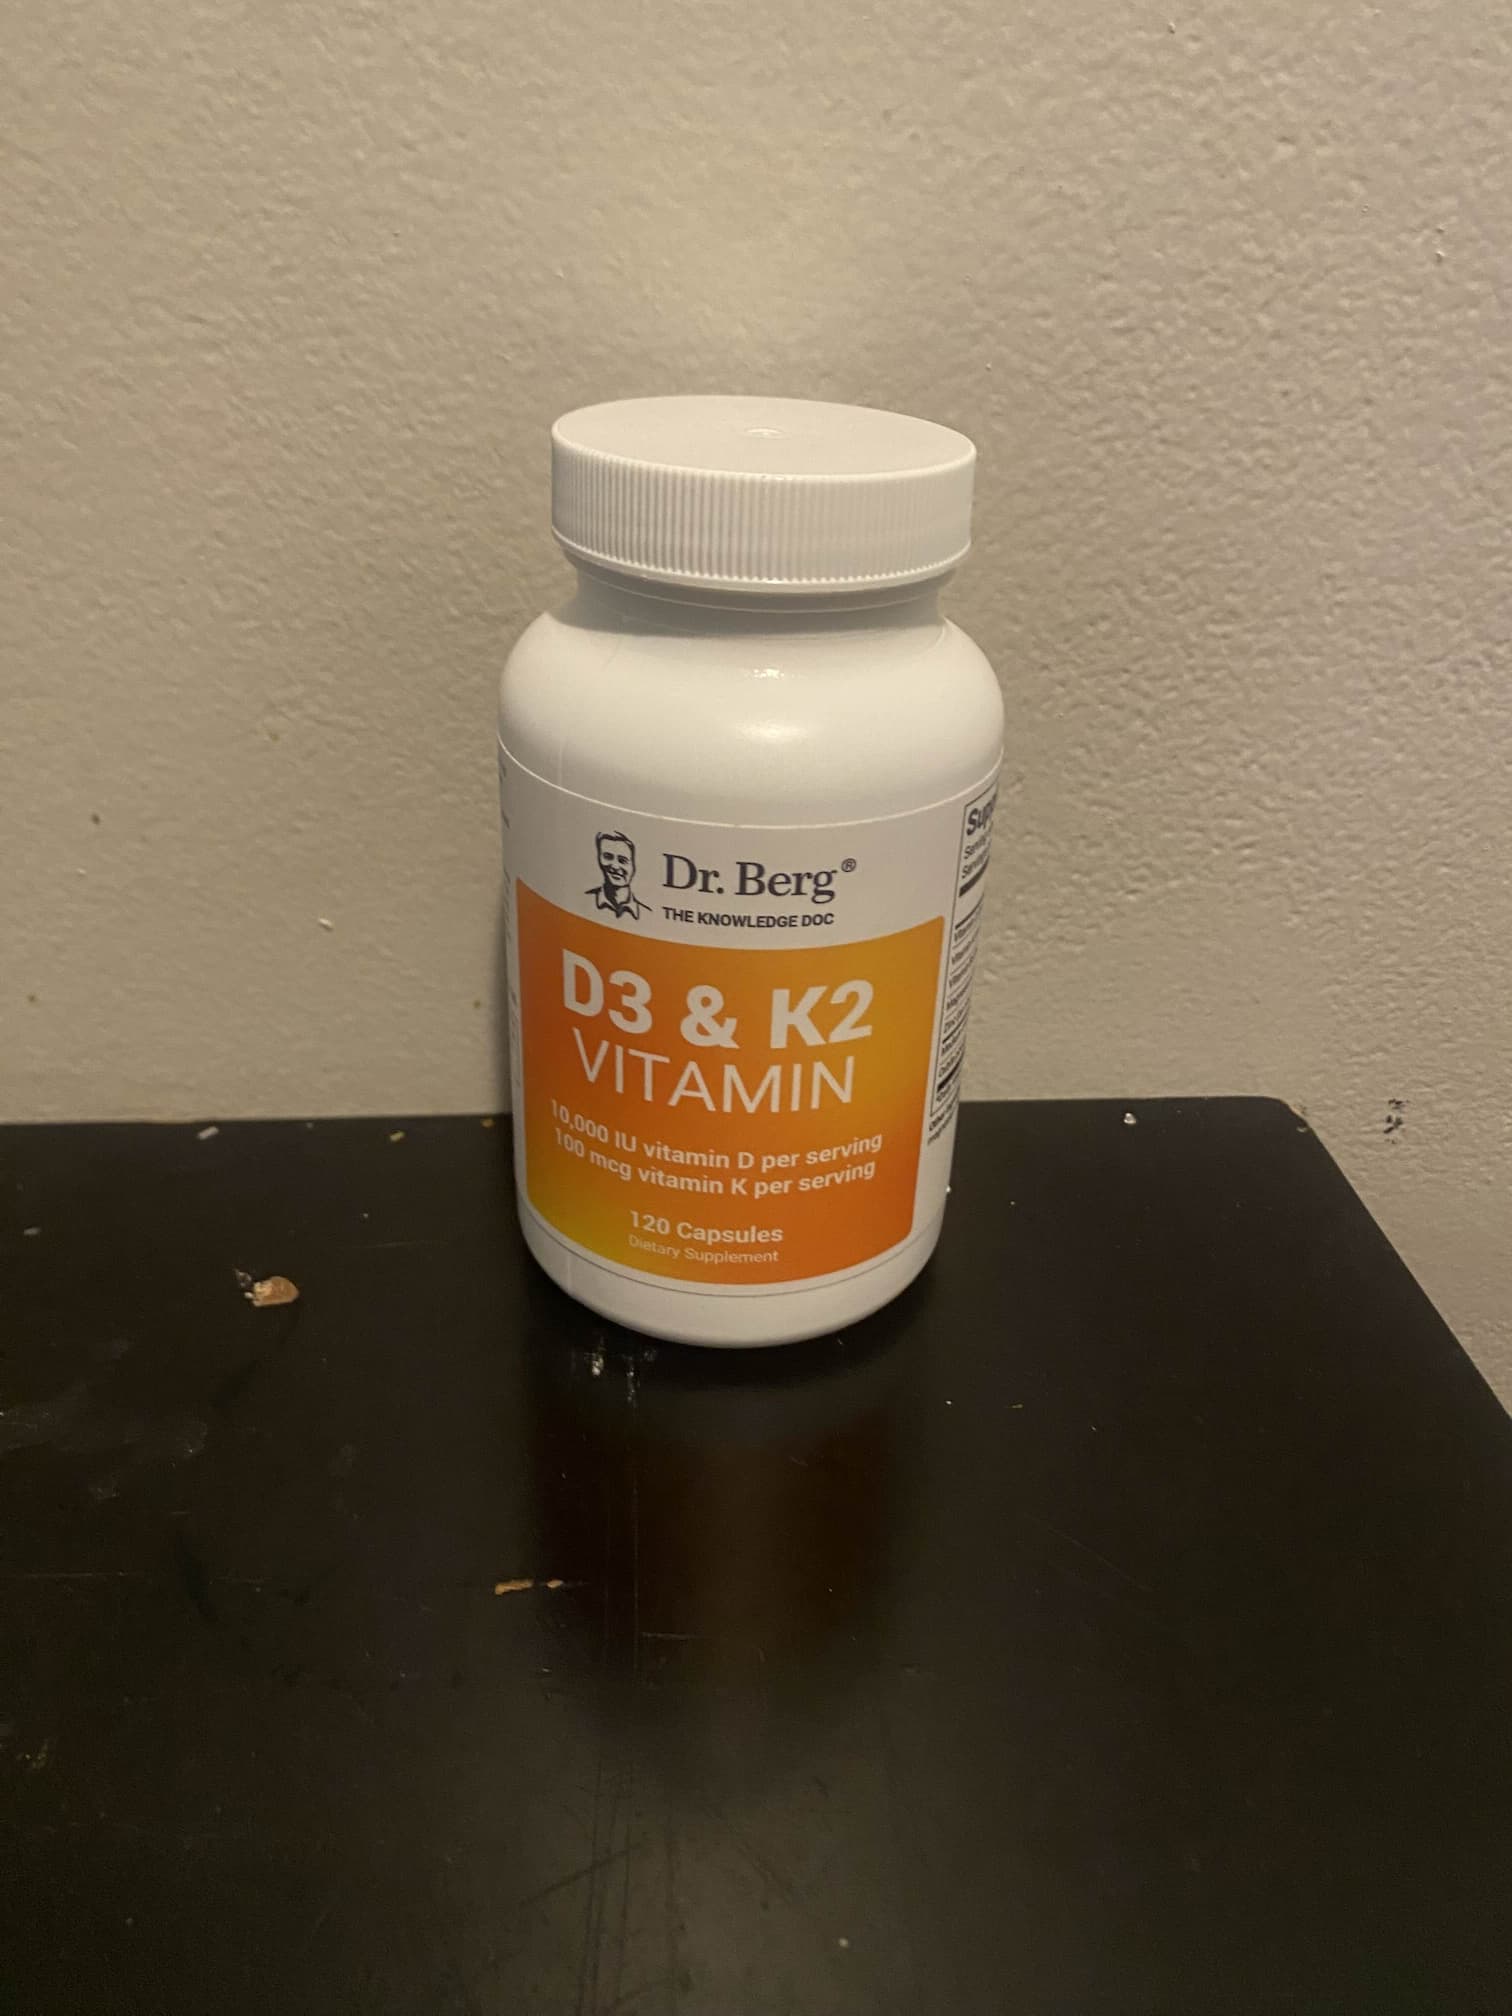 Dr. Berg®
THE KNOWLEDGE DOC
D3 & K2
VITAMIN
10,000 IU vitamin D per serving
100 mcg vitamin K per serving
120 Capsules
Dietary Supplement